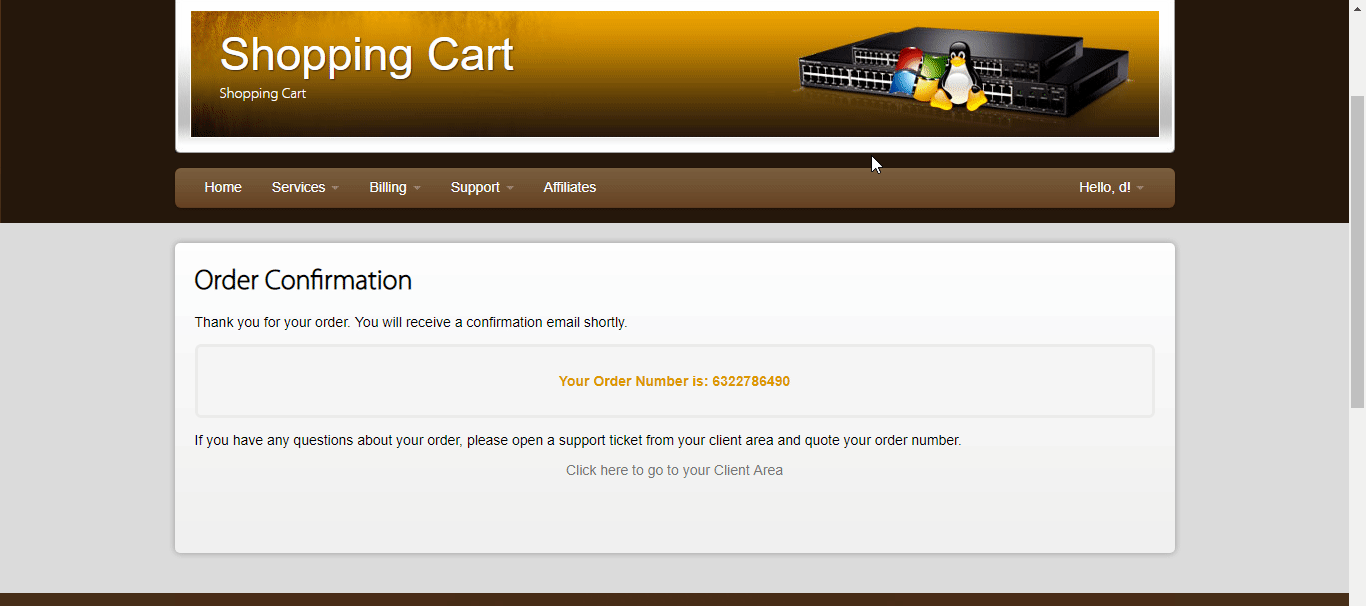 Shopping Cart
Shopping Cart
Home Services Billing Support Affiliates Hello, d!
Order Confirmation
Thank you for your order. You will receive a confirmation email shortly.
Your Order Number is: 6322786490
If you have any questions about your order, please open a support ticket from your client area and quote your order number.
Click here to go to your Client Area